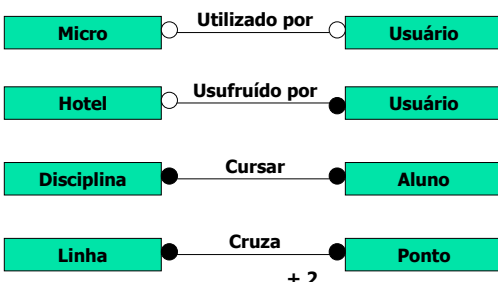 Micro Utilizado por Usuário
Hotel Usufruído por Usuário
Disciplina Cursar Aluno
Linha Cruza Ponto
+ 2